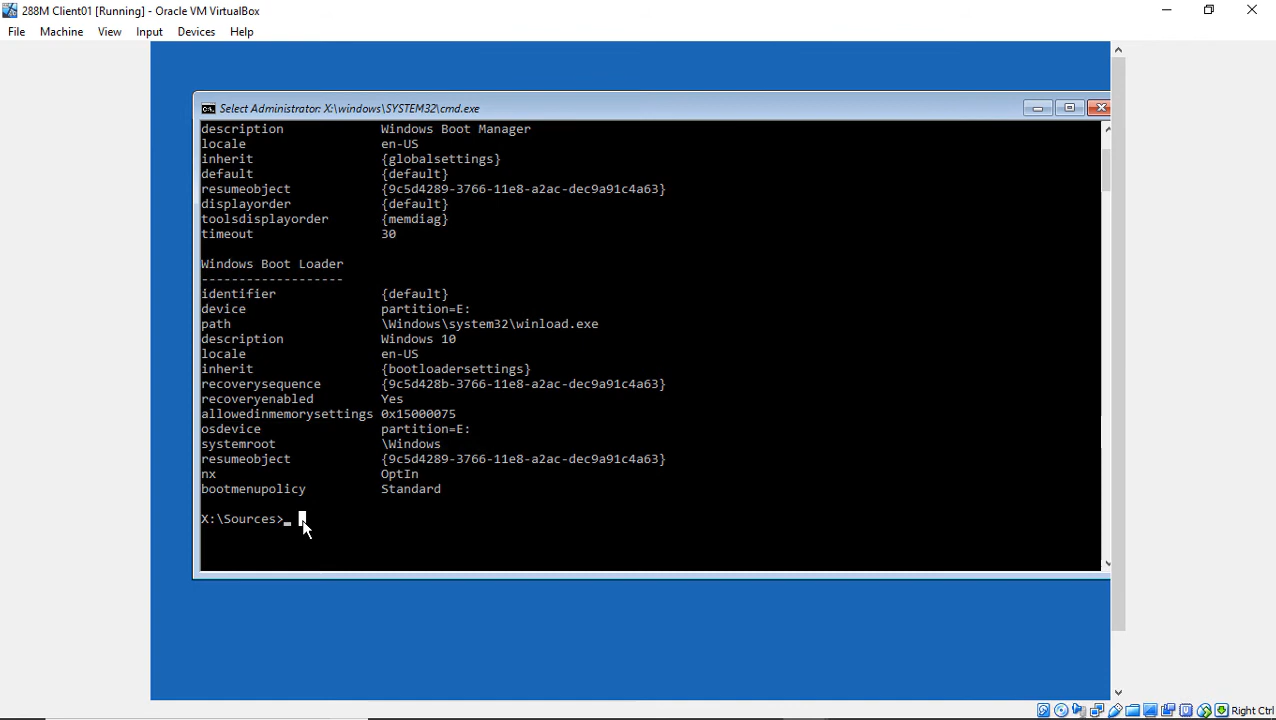 288M Client01 [Running] - Oracle VM VirtualBox
File Machine View Input Devices Help
Select Administrator: X:\windows\SYSTEM32\cmd.exe
description Windows Boot Manager
locale en-US
inherit {globalsettings}
default {default}
resumeobject {9c5d4289-3766-11e8-a2ac-dec9a91c4a63}
displayorder {default}
toolsdisplayorder {memdiag}
timeout 30
Windows Boot Loader
-------------------
identifier {default}
device partition=E:
path \Windows\system32\winload.exe
description Windows 10
locale en-US
inherit {bootloadersettings}
recoverysequence {9c5d428b-3766-11e8-a2ac-dec9a91c4a63}
recoveryenabled Yes
allowedinmemorysettings 0x15000075
osdevice partition=E:
systemroot \Windows
resumeobject {9c5d4289-3766-11e8-a2ac-dec9a91c4a63}
nx OptIn
bootmenupolicy Standard
X:\Sources>_
Right Ctrl